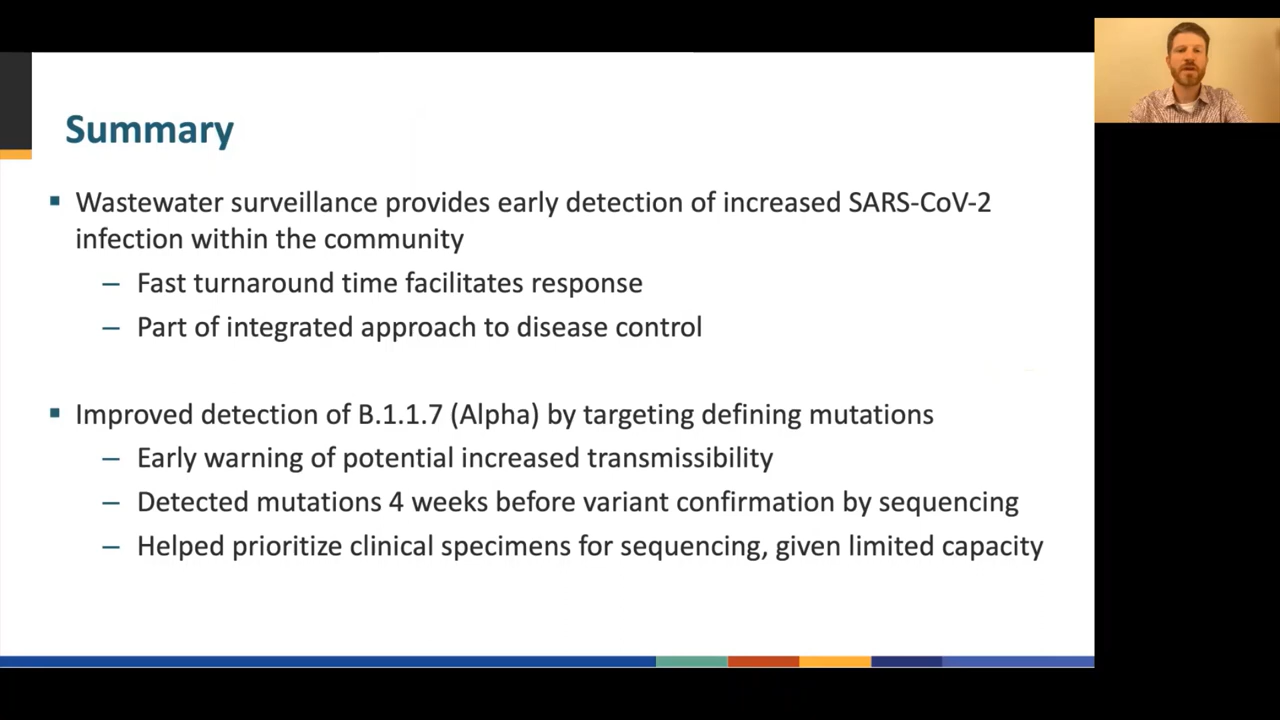 Summary
▪ Wastewater surveillance provides early detection of increased SARS-CoV-2
infection within the community
– Fast turnaround time facilitates response
– Part of integrated approach to disease control
▪ Improved detection of B.1.1.7 (Alpha) by targeting defining mutations
– Early warning of potential increased transmissibility
– Detected mutations 4 weeks before variant confirmation by sequencing
– Helped prioritize clinical specimens for sequencing, given limited capacity